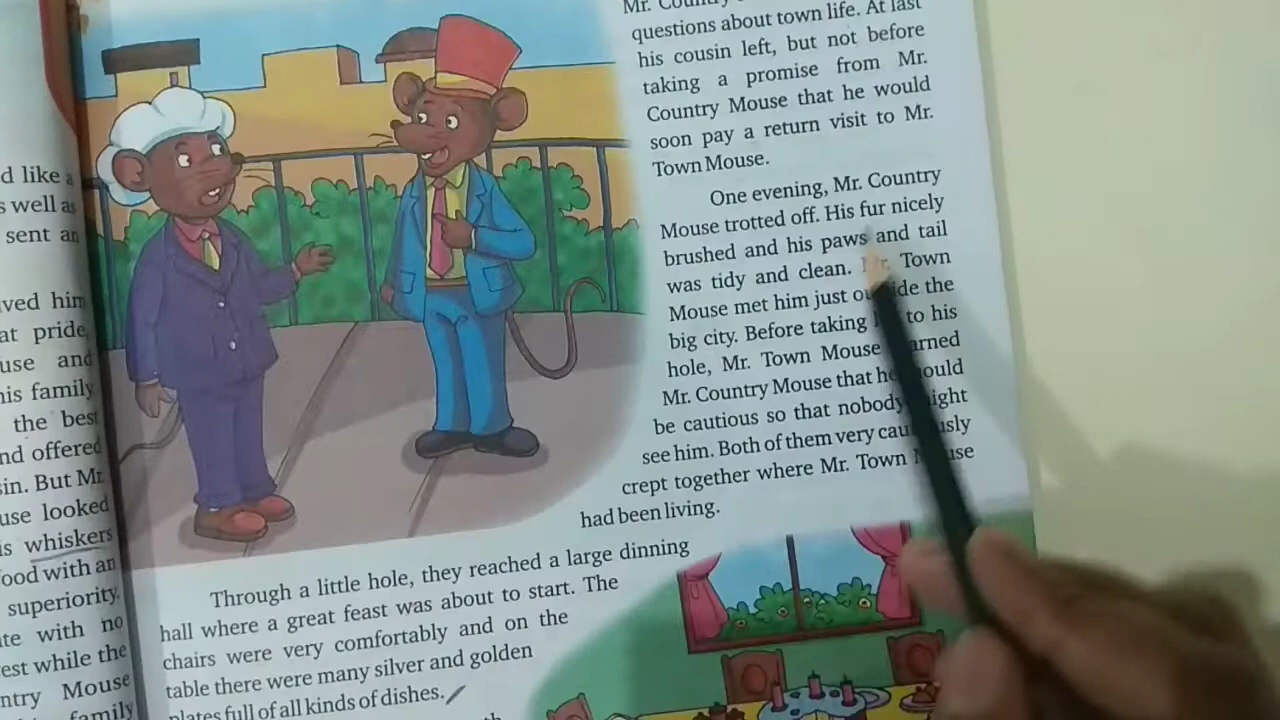 d like a
s well as
sent an
ved him
at pride,
use and
his family
the best
nd offered
sin. But Mr.
use looked
is whiskers
ood with an
superiority.
te with no
est while the
ntry Mouse
family
Mr.
questions about town life. At last
his cousin left, but not before
taking a promise from Mr.
Country Mouse that he would
soon pay a return visit to Mr.
Town Mouse.
One evening, Mr. Country
Mouse trotted off. His fur nicely
brushed and his paws and tail
was tidy and clean. Town
Mouse met him just the
big city. Before taking to his
hole, Mr. Town Mouse
Mr. Country Mouse that
be cautious so that nobody
see him. Both of them very
crept together where Mr. Town
had been living.
Through a little hole, they reached a large dinning
hall where a great feast was about to start. The
chairs were very comfortably and on the
table there were many silver and golden
plates full of all kinds of dishes.